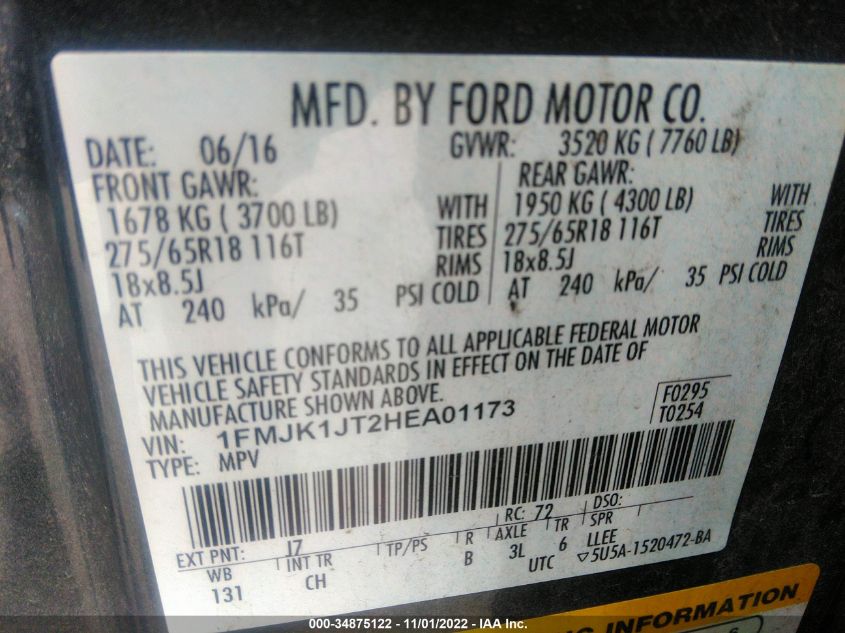 MFD. BY FORD MOTOR CO.
DATE: 06/16 GVWR: 3520 KG ( 7760 LB)
FRONT GAWR: REAR GAWR:
1678 KG ( 3700 LB) WITH 1950 KG ( 4300 LB) WITH
275/65R18 116T TIRES 275/65R18 116T TIRES
18x8.5J RIMS 18x8.5J RIMS
AT 240 kPa/ 35 PSI COLD AT 240 kPa/ 35 PSI COLD
THIS VEHICLE CONFORMS TO ALL APPLICABLE FEDERAL MOTOR
VEHICLE SAFETY STANDARDS IN EFFECT ON THE DATE OF
MANUFACTURE SHOWN ABOVE.
VIN: 1FMJK1JT2HEA01173 F0295
TYPE: MPV T0254
RC: 72 DSO:
EXT PNT: J7 TP/PS R AXLE TR SPR
WB INT TR B 3L 6 LLEE
131 CH UTC ▽5U5A-1520472-BA
NG INFORMATION
000-34875122 - 11/01/2022 - IAA Inc.